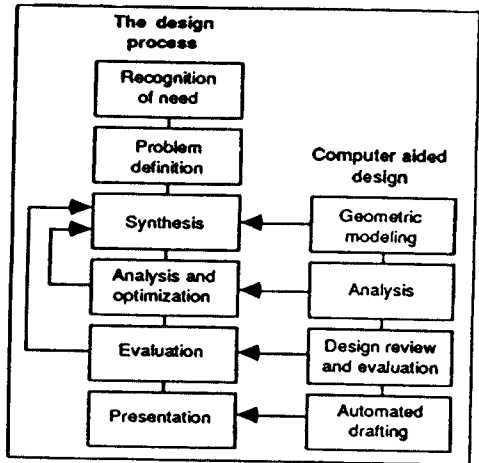 The design
process
Recognition
of need
Problem
definition
Synthesis
Analysis and
optimization
Evaluation
Presentation
Computer aided
design
Geometric
modeling
Analysis
Design review
and evaluation
Automated
drafting